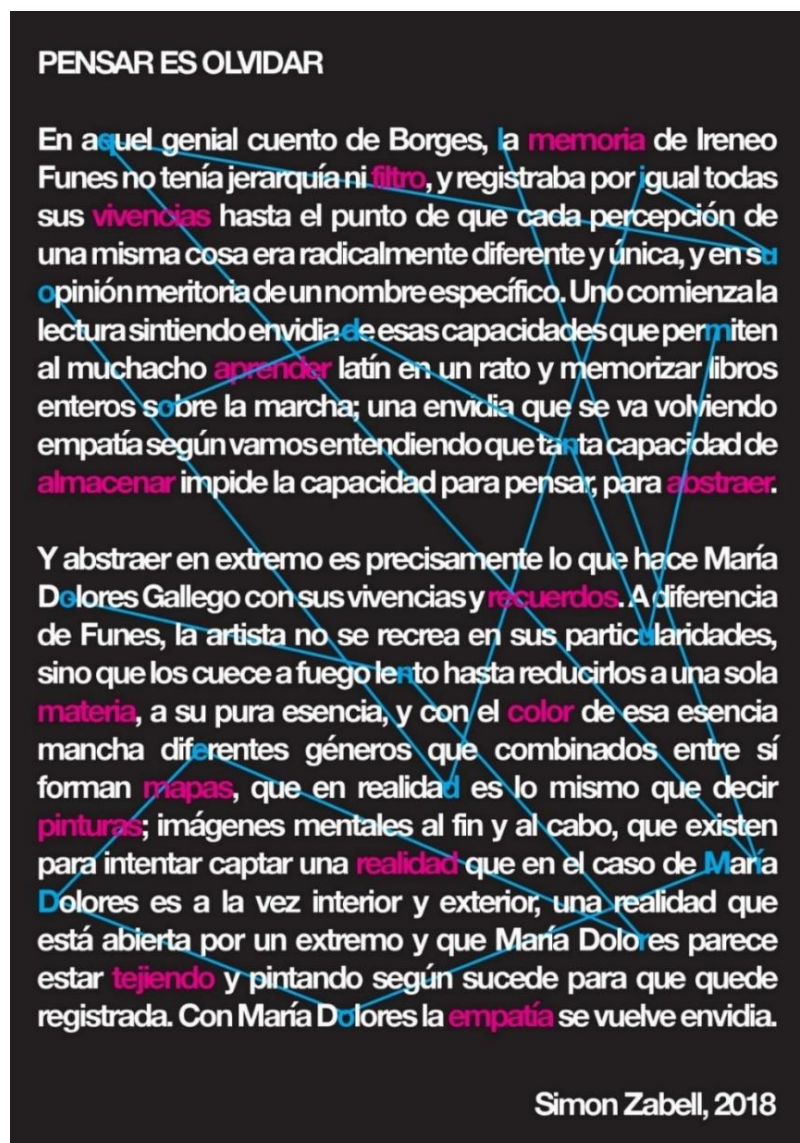 PENSAR ES OLVIDAR
En aquel genial cuento de Borges, la memoria de Ireneo
Funes no tenía jerarquía ni filtro, y registraba por igual todas
sus vivencias hasta el punto de que cada percepción de
una misma cosa era radicalmente diferente y única, y en su
opinión meritoria de un nombre específico. Uno comienza la
lectura sintiendo envidia de esas capacidades que permiten
al muchacho aprender latín en un rato y memorizar libros
enteros sobre la marcha; una envidia que se va volviendo
empatía según vamos entendiendo que tanta capacidad de
almacenar impide la capacidad para pensar, para abstraer.
Y abstraer en extremo es precisamente lo que hace María
Dolores Gallego con sus vivencias y recuerdos. A diferencia
de Funes, la artista no se recrea en sus particularidades,
sino que los cuece a fuego lento hasta reducirlos a una sola
materia, a su pura esencia, y con el color de esa esencia
mancha diferentes géneros que combinados entre sí
forman mapas, que en realidad es lo mismo que decir
pinturas; imágenes mentales al fin y al cabo, que existen
para intentar captar una realidad que en el caso de María
Dolores es a la vez interior y exterior, una realidad que
está abierta por un extremo y que María Dolores parece
estar tejiendo y pintando según sucede para que quede
registrada. Con María Dolores la empatía se vuelve envidia.
Simon Zabell, 2018